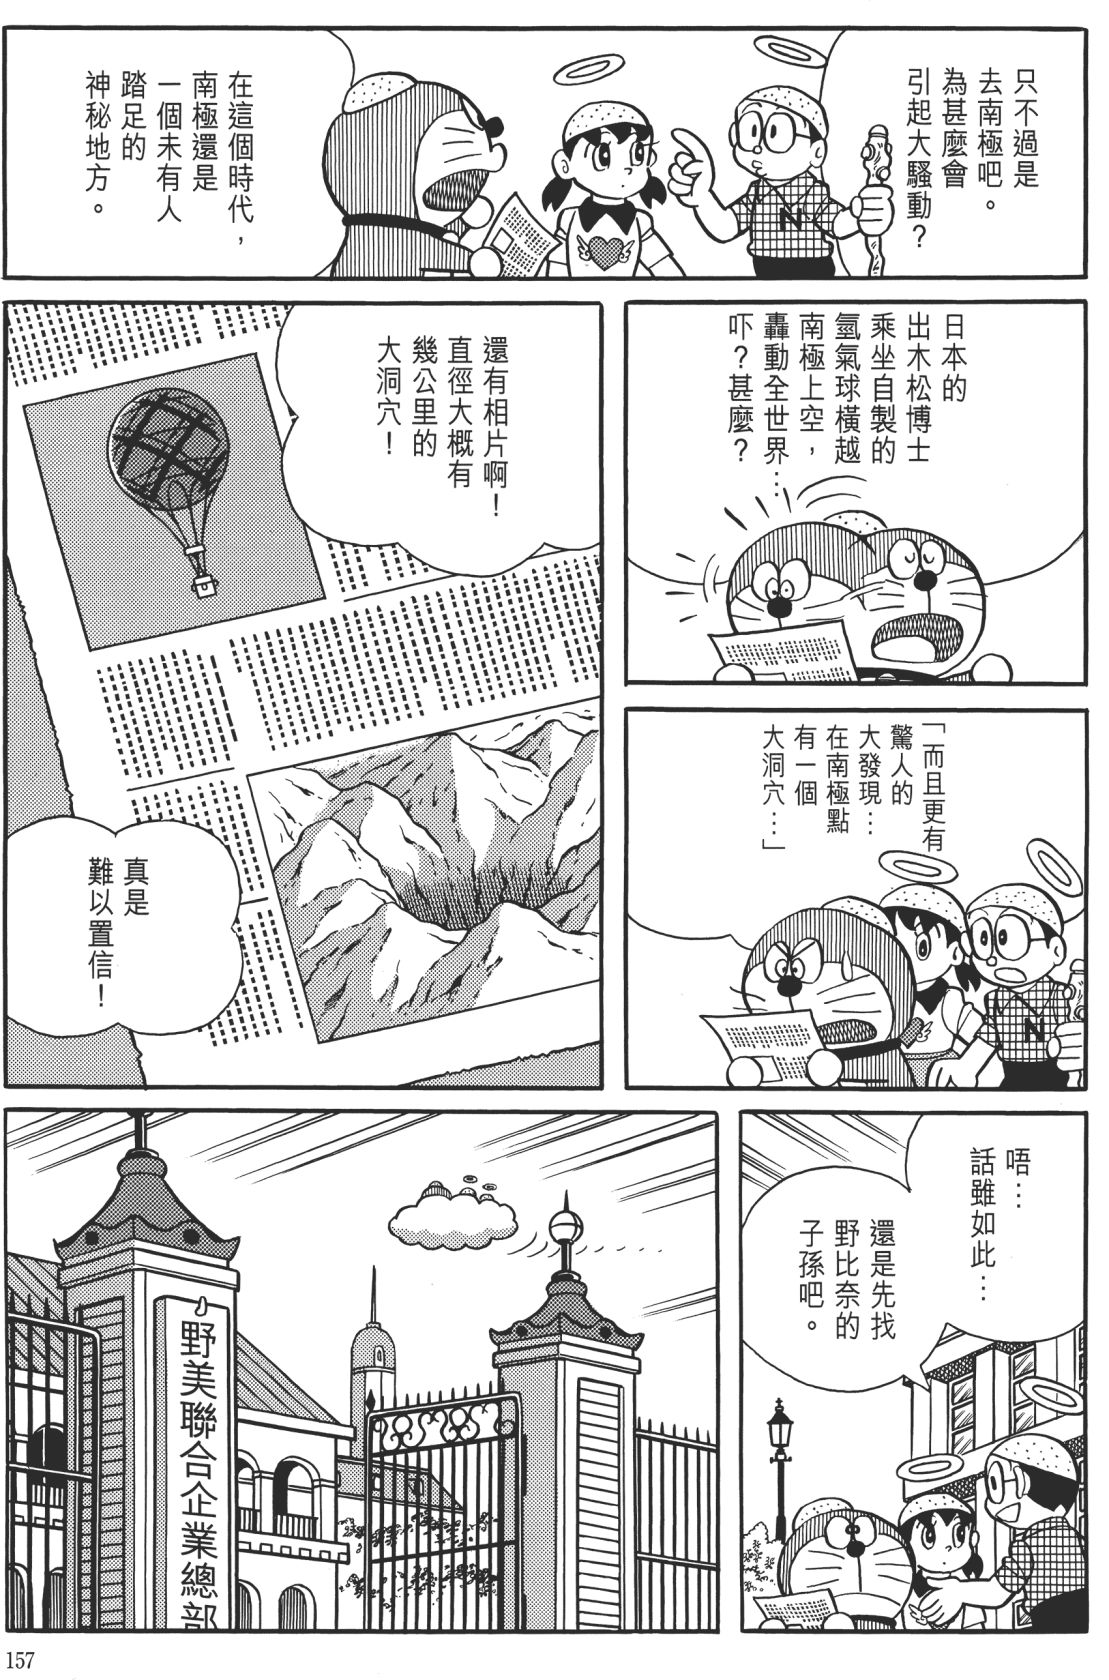 只不過是
去南極吧。
為甚麼會
引起大騷動？
在這個時代，
南極還是
一個未有人
踏足的
神秘地方。
日本的
出木松博士
乘坐自製的
氫氣球橫越
南極上空，
轟動全世界…
吓？甚麼？
「而且更有
驚人的
大發現…
在南極點
有一個
大洞穴…」
還有相片啊！
直徑大概有
幾公里的
大洞穴！
真是
難以置信！
唔…
話雖如此…
還是先找
野比奈的
子孫吧。
野美聯合企業總部
N
N
157